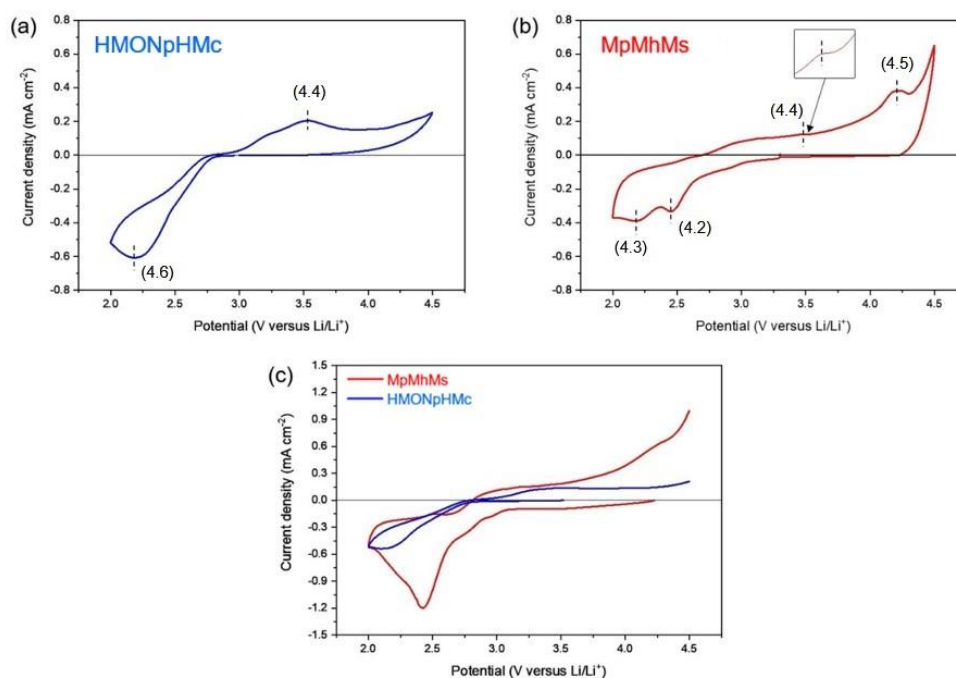 (a)
HMONpHMc
(4.4)
(4.6)
Current density (mA cm⁻²)
0.8
0.6
0.4
0.2
0.0
-0.2
-0.4
-0.6
-0.8
2.0 2.5 3.0 3.5 4.0 4.5
Potential (V versus Li/Li⁺)
(b)
MpMhMs
(4.5)
(4.4)
(4.3)
(4.2)
Current density (mA cm⁻²)
0.8
0.6
0.4
0.2
0.0
-0.2
-0.4
-0.6
-0.8
2.0 2.5 3.0 3.5 4.0 4.5
Potential (V versus Li/Li⁺)
(c)
MpMhMs
HMONpHMc
Current density (mA cm⁻²)
1.5
1.2
0.9
0.6
0.3
0.0
-0.3
-0.6
-0.9
-1.2
-1.5
2.0 2.5 3.0 3.5 4.0 4.5
Potential (V versus Li/Li⁺)